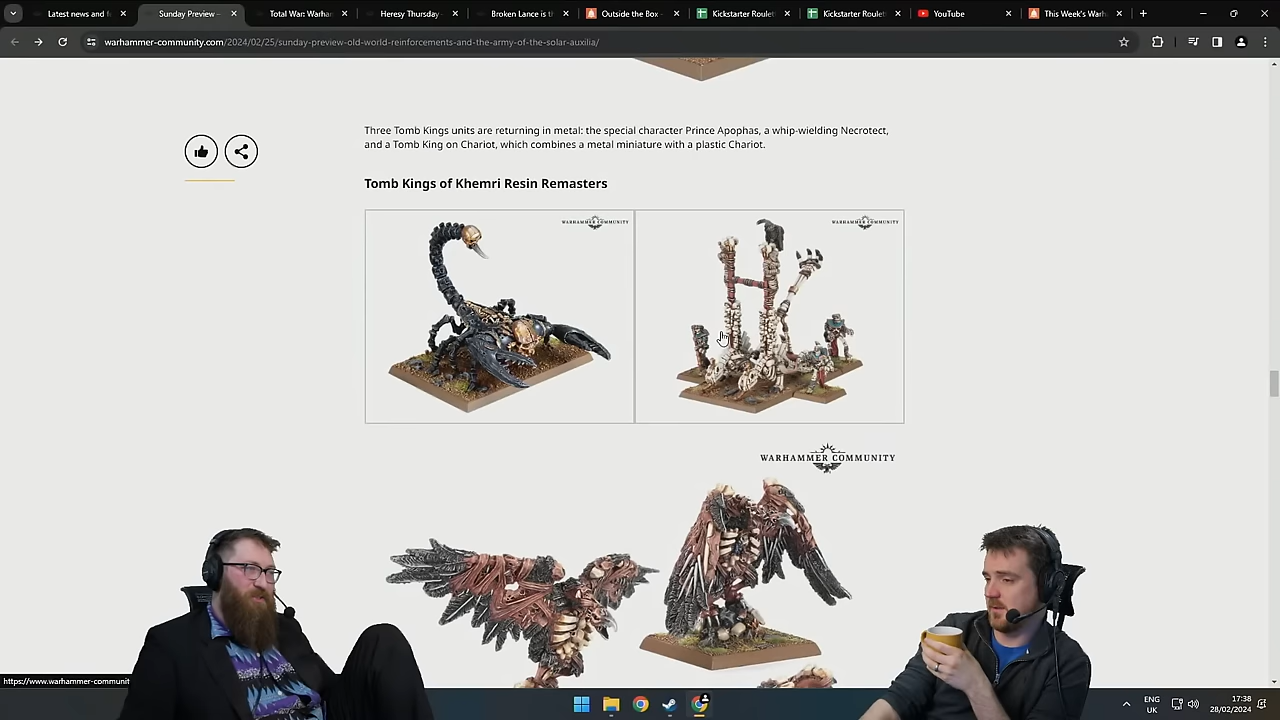 Latest news and f
Sunday Preview –
Total War: Warhan
Heresy Thursday -
Broken Lance is th
Outside the Box -
Kickstarter Roulet
Kickstarter Roulet
YouTube
This Week's Warh
warhammer-community.com/2024/02/25/sunday-preview-old-world-reinforcements-and-the-army-of-the-solar-auxilia/
Three Tomb Kings units are returning in metal: the special character Prince Apophas, a whip-wielding Necrotect,
and a Tomb King on Chariot, which combines a metal miniature with a plastic Chariot.
Tomb Kings of Khemri Resin Remasters
WARHAMMER COMMUNITY
WARHAMMER COMMUNITY
WARHAMMER COMMUNITY
https://www.warhammer-communit
ENG
UK
17:38
28/02/2024